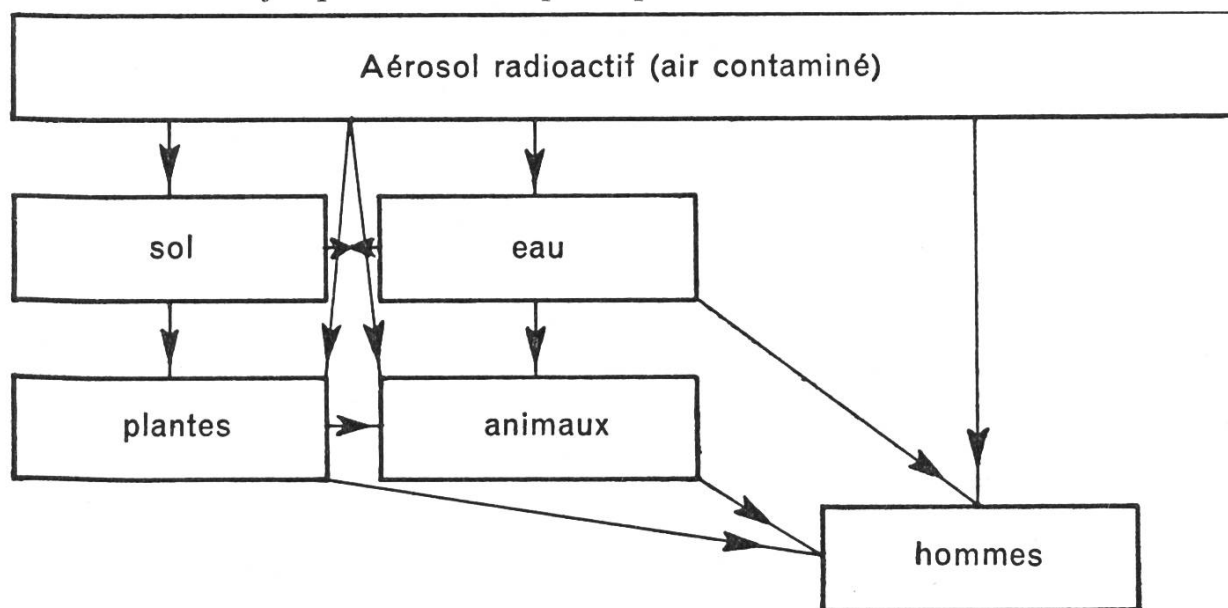 Aérosol radioactif (air contaminé)
sol
eau
plantes
animaux
hommes